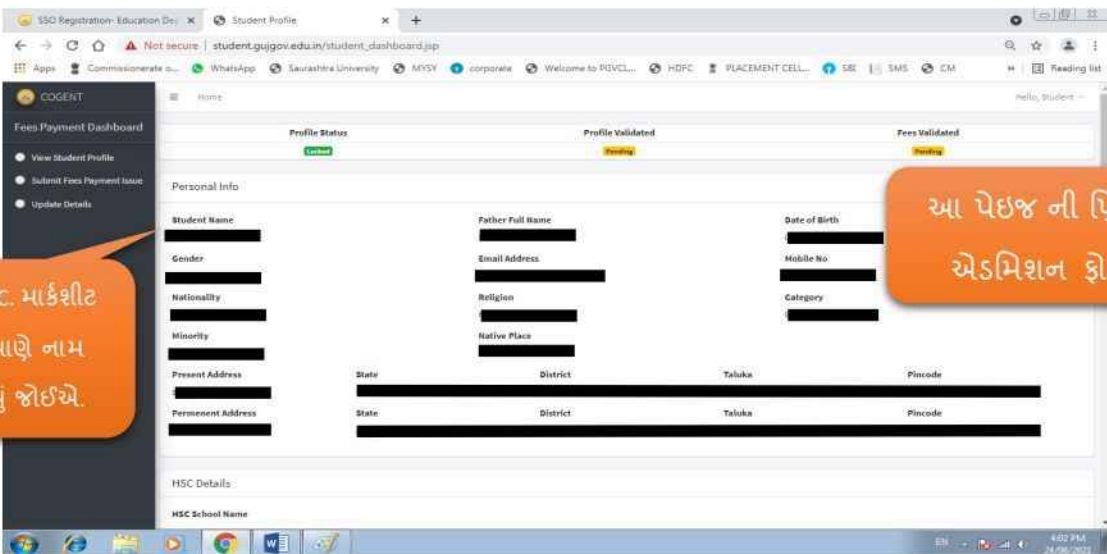 SSO Registration- Education De
Student Profile
Not secure
student.gujgov.edu.in/student_dashboard.jsp
Apps
Commissionerate o...
WhatsApp
Saurashtra University
MYSY
corporate
Welcome to PGVCL...
HDFC
PLACEMENT CELL...
SBI
SMS
CM
Reading list
COGENT
Home
Hello, Student
Fees Payment Dashboard
View Student Profile
Submit Fees Payment Issue
Update Details
Profile Status
Profile Validated
Fees Validated
Locked
Pending
Pending
Personal Info
Student Name
Father Full Name
Date of Birth
Gender
Email Address
Mobile No
Nationality
Religion
Category
Minority
Native Place
Present Address
State
District
Taluka
Pincode
Permenent Address
State
District
Taluka
Pincode
HSC Details
HSC School Name
આ પેઇજ ની
એડમિશન ફો
માર્કશીટ
નામ
જોઈએ.
EN
4:02 PM